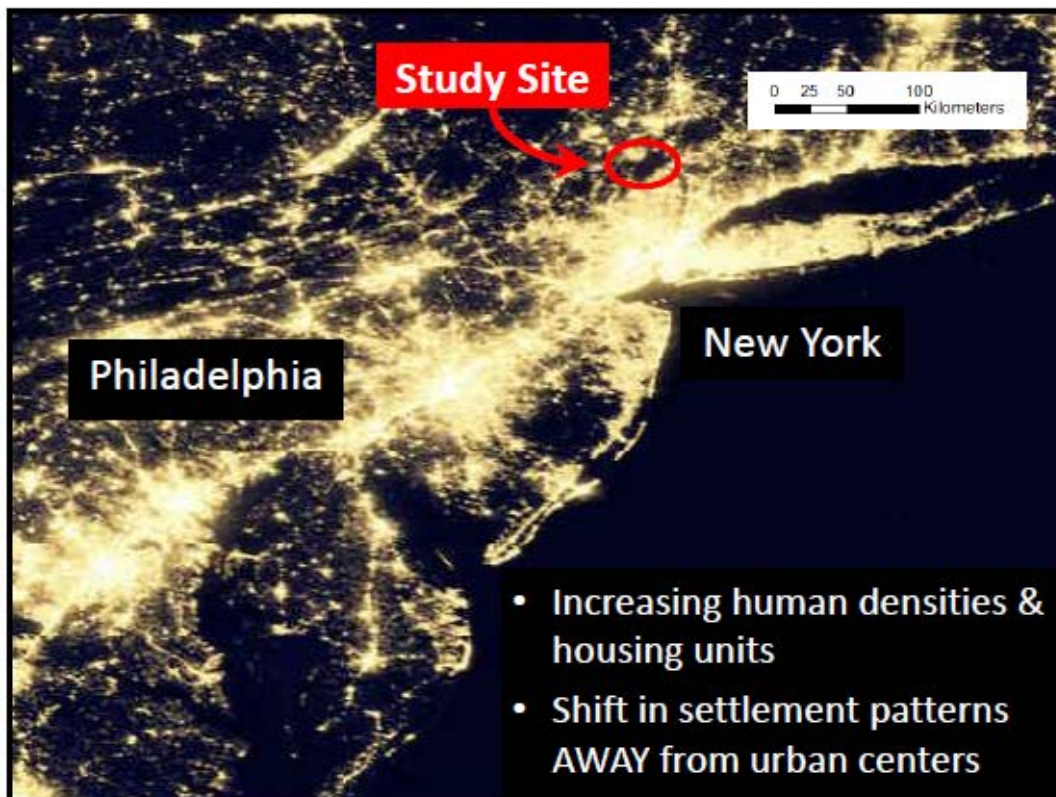 Study Site
0 25 50 100
Kilometers
New York
Philadelphia
• Increasing human densities &
housing units
• Shift in settlement patterns
AWAY from urban centers